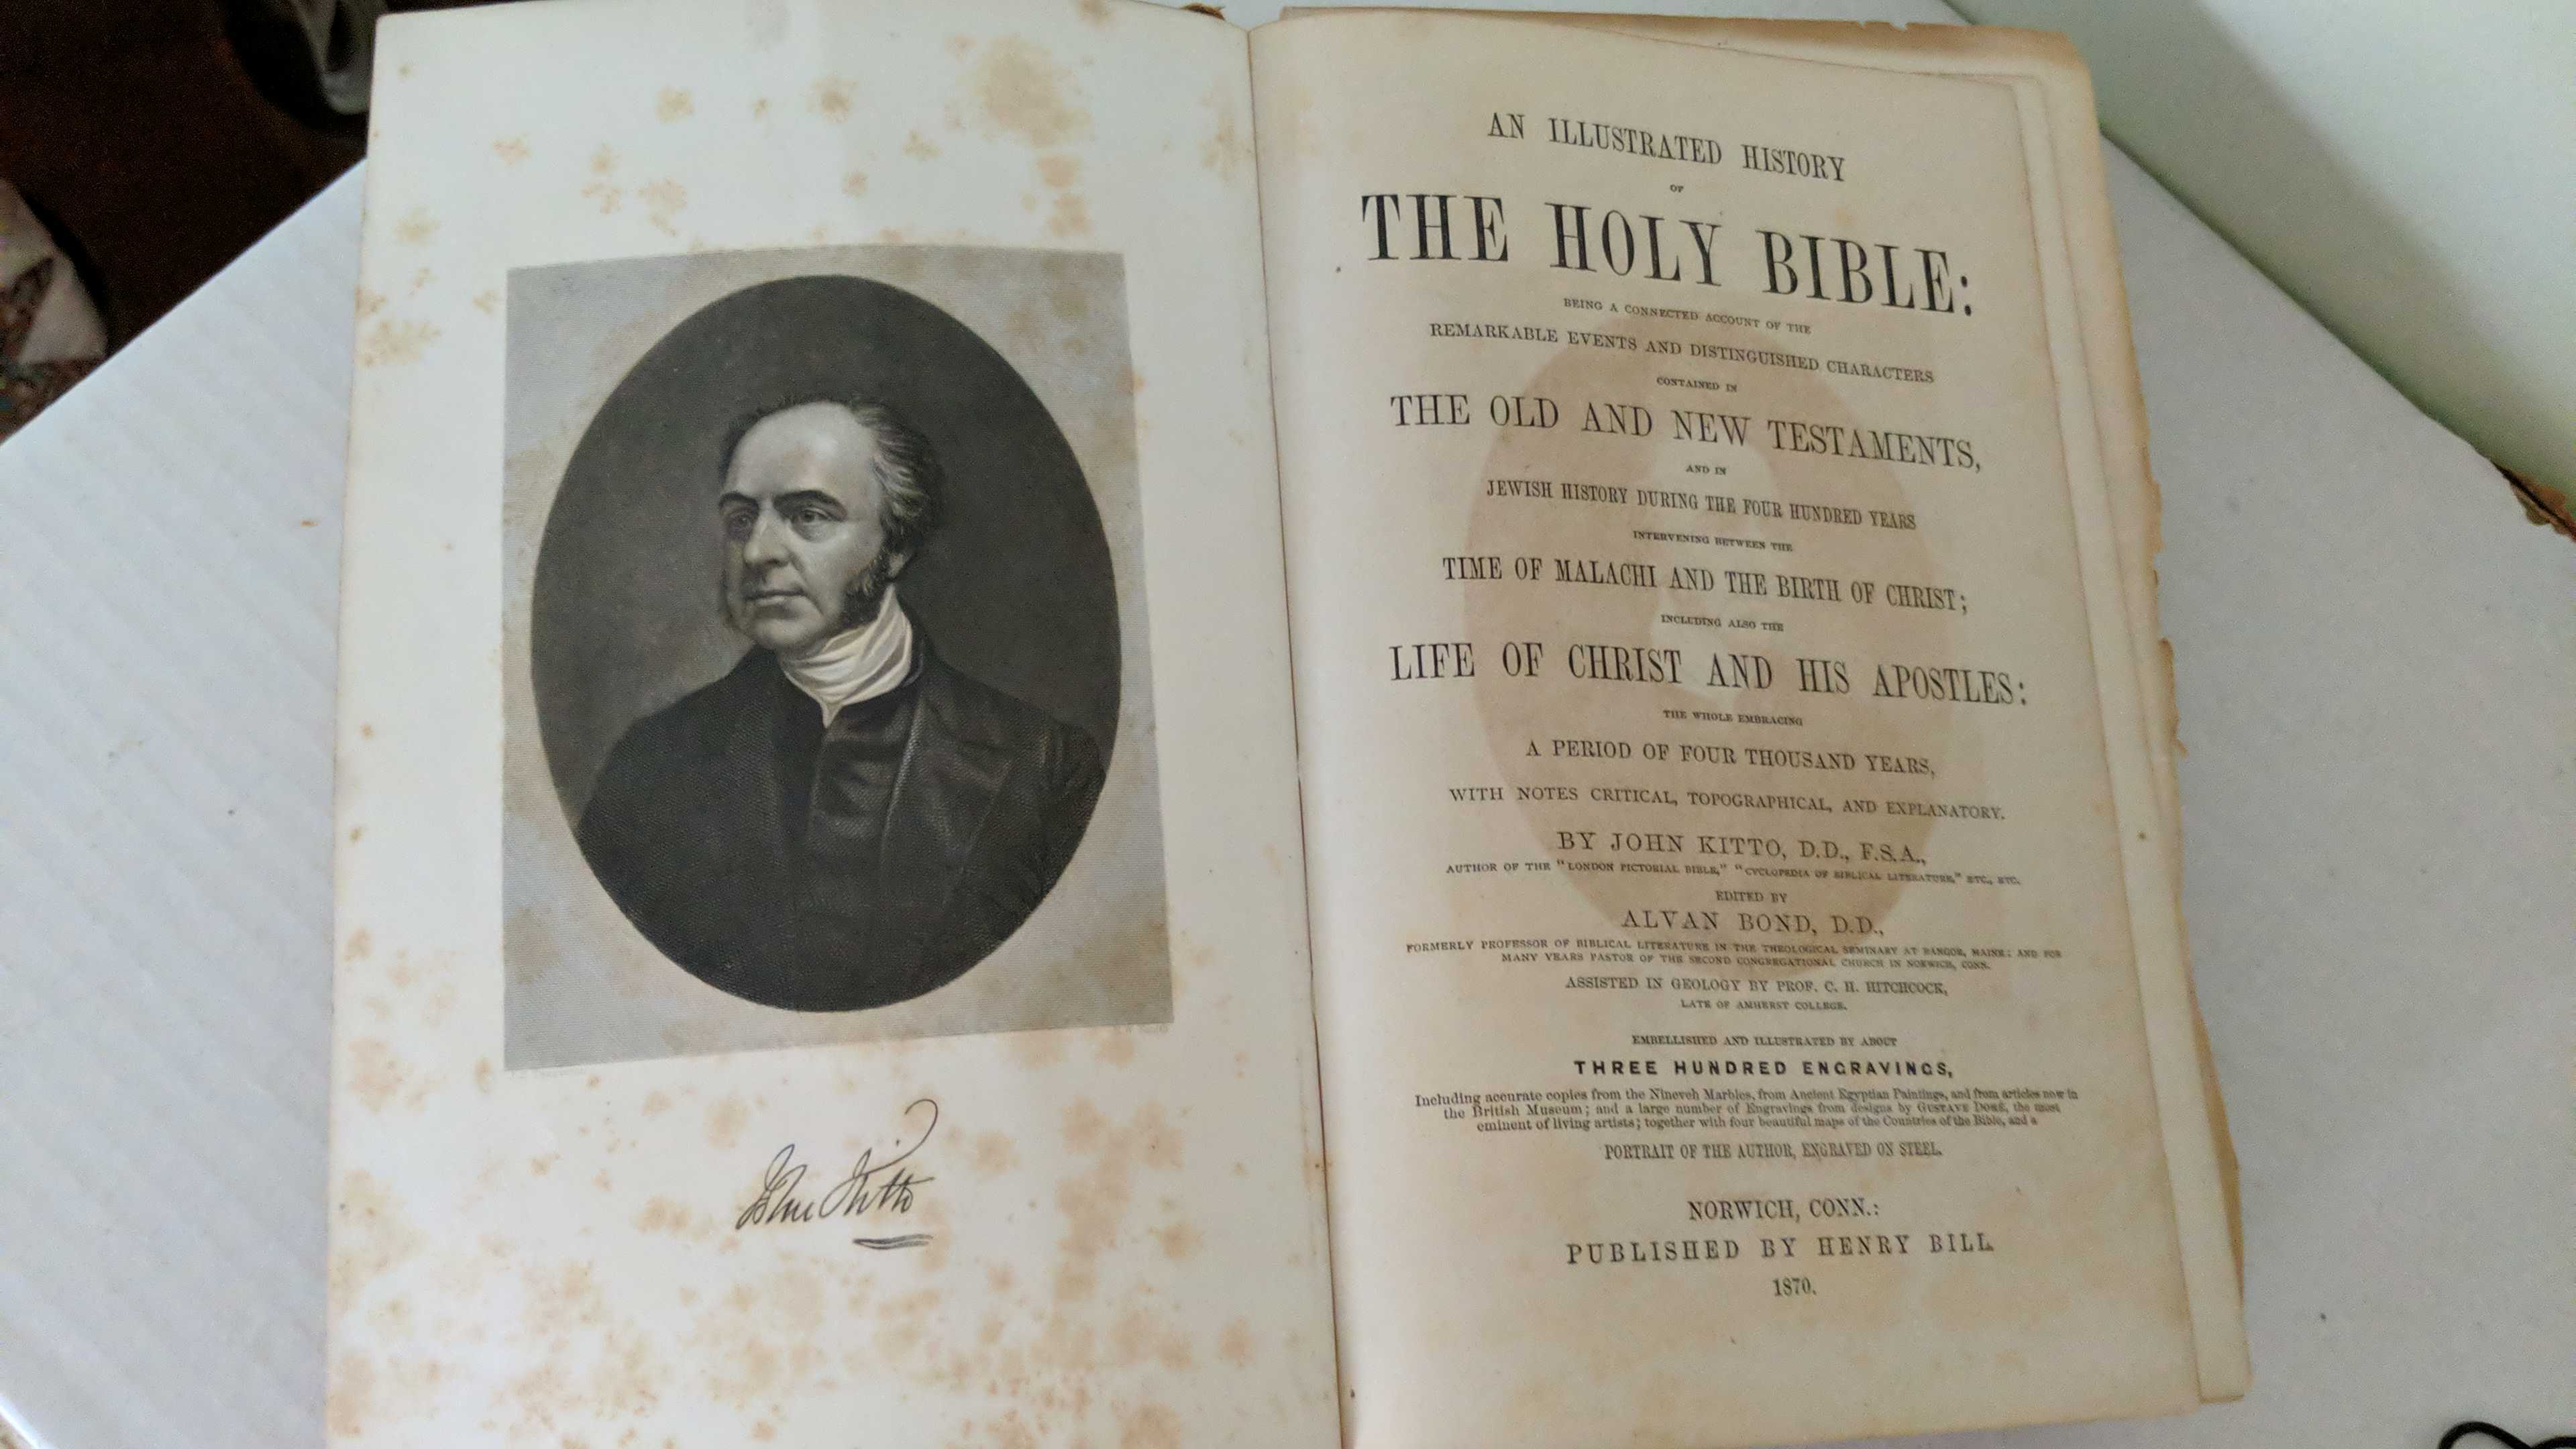 John Kitto
AN ILLUSTRATED HISTORY
OF
THE HOLY BIBLE:
BEING A CONNECTED ACCOUNT OF THE
REMARKABLE EVENTS AND DISTINGUISHED CHARACTERS
CONTAINED IN
THE OLD AND NEW TESTAMENTS,
AND IN
JEWISH HISTORY DURING THE FOUR HUNDRED YEARS
INTERVENING BETWEEN THE
TIME OF MALACHI AND THE BIRTH OF CHRIST;
INCLUDING ALSO THE
LIFE OF CHRIST AND HIS APOSTLES:
THE WHOLE EMBRACING
A PERIOD OF FOUR THOUSAND YEARS,
WITH NOTES CRITICAL, TOPOGRAPHICAL, AND EXPLANATORY.
BY JOHN KITTO, D.D., F.S.A.,
AUTHOR OF THE "LONDON PICTORIAL BIBLE," "CYCLOPEDIA OF BIBLICAL LITERATURE," ETC., ETC.
EDITED BY
ALVAN BOND, D.D.,
FORMERLY PROFESSOR OF BIBLICAL LITERATURE IN THE THEOLOGICAL SEMINARY AT BANGOR, MAINE: AND FOR
MANY YEARS PASTOR OF THE SECOND CONGREGATIONAL CHURCH IN NORWICH, CONN.
ASSISTED IN GEOLOGY BY PROF. C. H. HITCHCOCK,
LATE OF AMHERST COLLEGE.
EMBELLISHED AND ILLUSTRATED BY ABOUT
THREE HUNDRED ENGRAVINGS,
Including accurate copies from the Nineveh Marbles, from Ancient Egyptian Paintings, and from articles now in
the British Museum; and a large number of Engravings from designs by GUSTAVE DORÉ, the most
eminent of living artists; together with four beautiful maps of the Countries of the Bible, and a
PORTRAIT OF THE AUTHOR, ENGRAVED ON STEEL.
NORWICH, CONN.:
PUBLISHED BY HENRY BILL
1870.